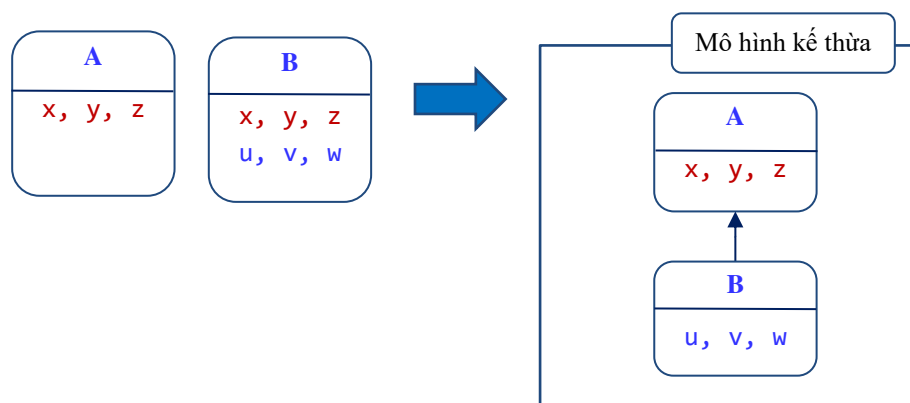 A
x, y, z
B
x, y, z
u, v, w
Mô hình kế thừa
A
x, y, z
B
u, v, w